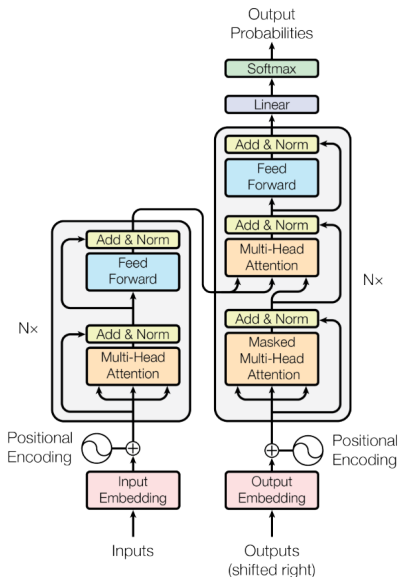 Output
Probabilities
Softmax
Linear
Add & Norm
Feed
Forward
Add & Norm
Multi-Head
Attention
Add & Norm
Masked
Multi-Head
Attention
N×
Add & Norm
Feed
Forward
Add & Norm
Multi-Head
Attention
N×
Positional
Encoding
Positional
Encoding
Input
Embedding
Output
Embedding
Inputs
Outputs
(shifted right)